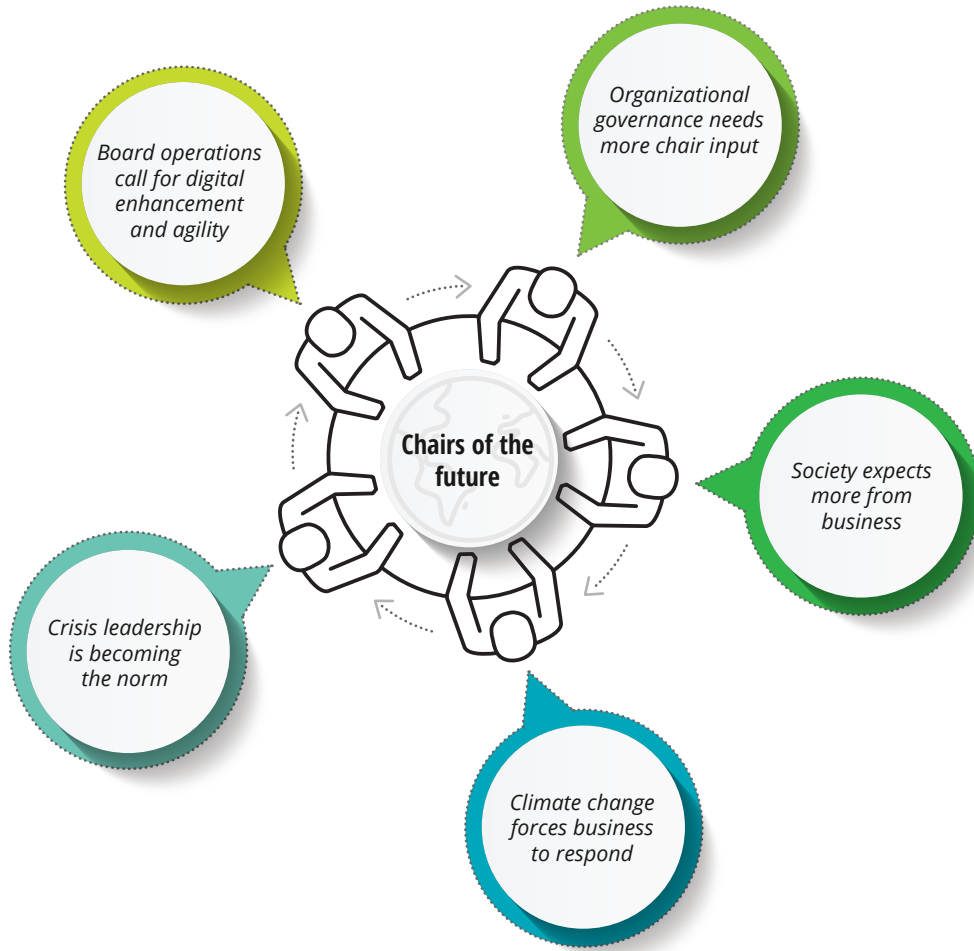 Organizational
governance needs
more chair input
Board operations
call for digital
enhancement
and agility
Chairs of the
future
Society expects
more from
business
Crisis leadership
is becoming
the norm
Climate change
forces business
to respond